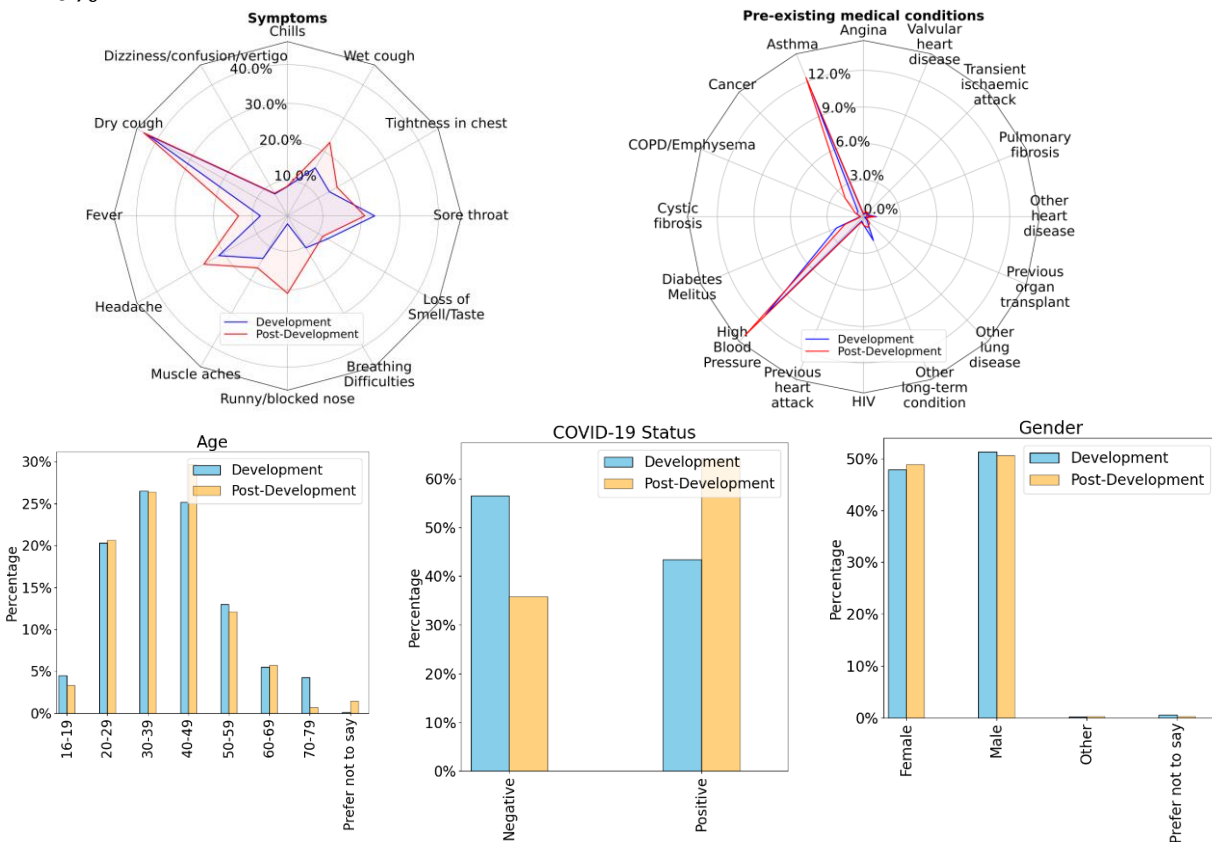 Symptoms
Chills
Dizziness/confusion/vertigo
Wet cough
40.0%
30.0%
20.0%
10.0%
Dry cough
Tightness in chest
Fever
Sore throat
Headache
Loss of
Smell/Taste
Development
Post-Development
Muscle aches
Breathing
Difficulties
Runny/blocked nose
Pre-existing medical conditions
Angina
Asthma
Valvular
heart
disease
Cancer
12.0%
9.0%
6.0%
3.0%
0.0%
Transient
ischaemic
attack
COPD/Emphysema
Pulmonary
fibrosis
Cystic
fibrosis
Other
heart
disease
Diabetes
Melitus
Previous
organ
transplant
High
Blood
Pressure
Development
Post-Development
Other
lung
disease
Previous
heart
attack
HIV
Other
long-term
condition
Age
Percentage
30%
25%
20%
15%
10%
5%
0%
Development
Post-Development
16-19
20-29
30-39
40-49
50-59
60-69
70-79
Prefer not to say
COVID-19 Status
Percentage
60%
50%
40%
30%
20%
10%
0%
Development
Post-Development
Negative
Positive
Gender
Percentage
50%
40%
30%
20%
10%
0%
Development
Post-Development
Female
Male
Other
Prefer not to say